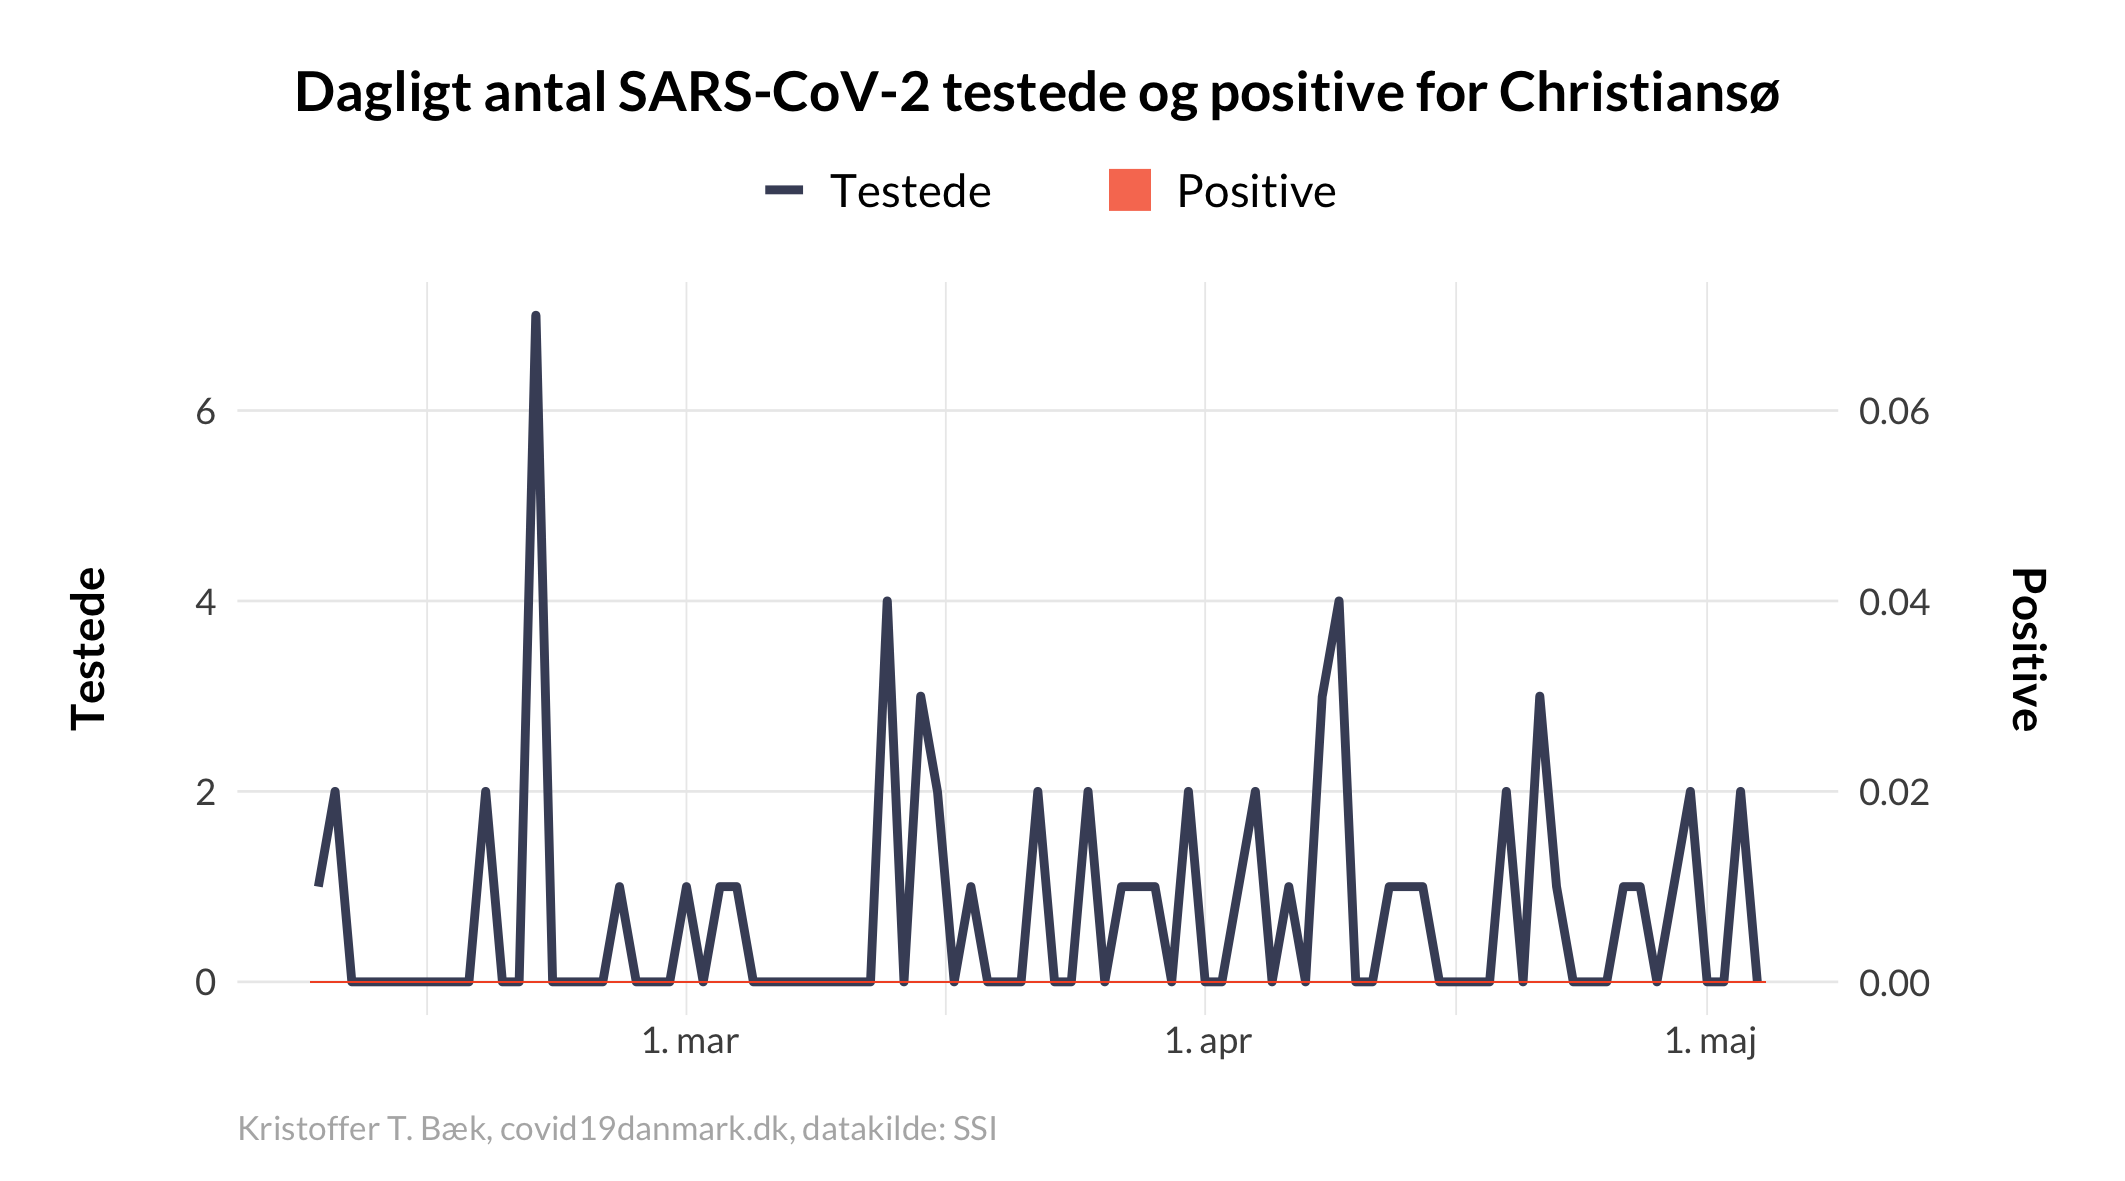 Dagligt antal SARS-CoV-2 testede og positive for Christiansø
Testede
Positive
6
4
2
0
Testede
0.06
0.04
0.02
0.00
Positive
1. mar
1. apr
1. maj
Kristoffer T. Bæk, covid19danmark.dk, datakilde: SSI